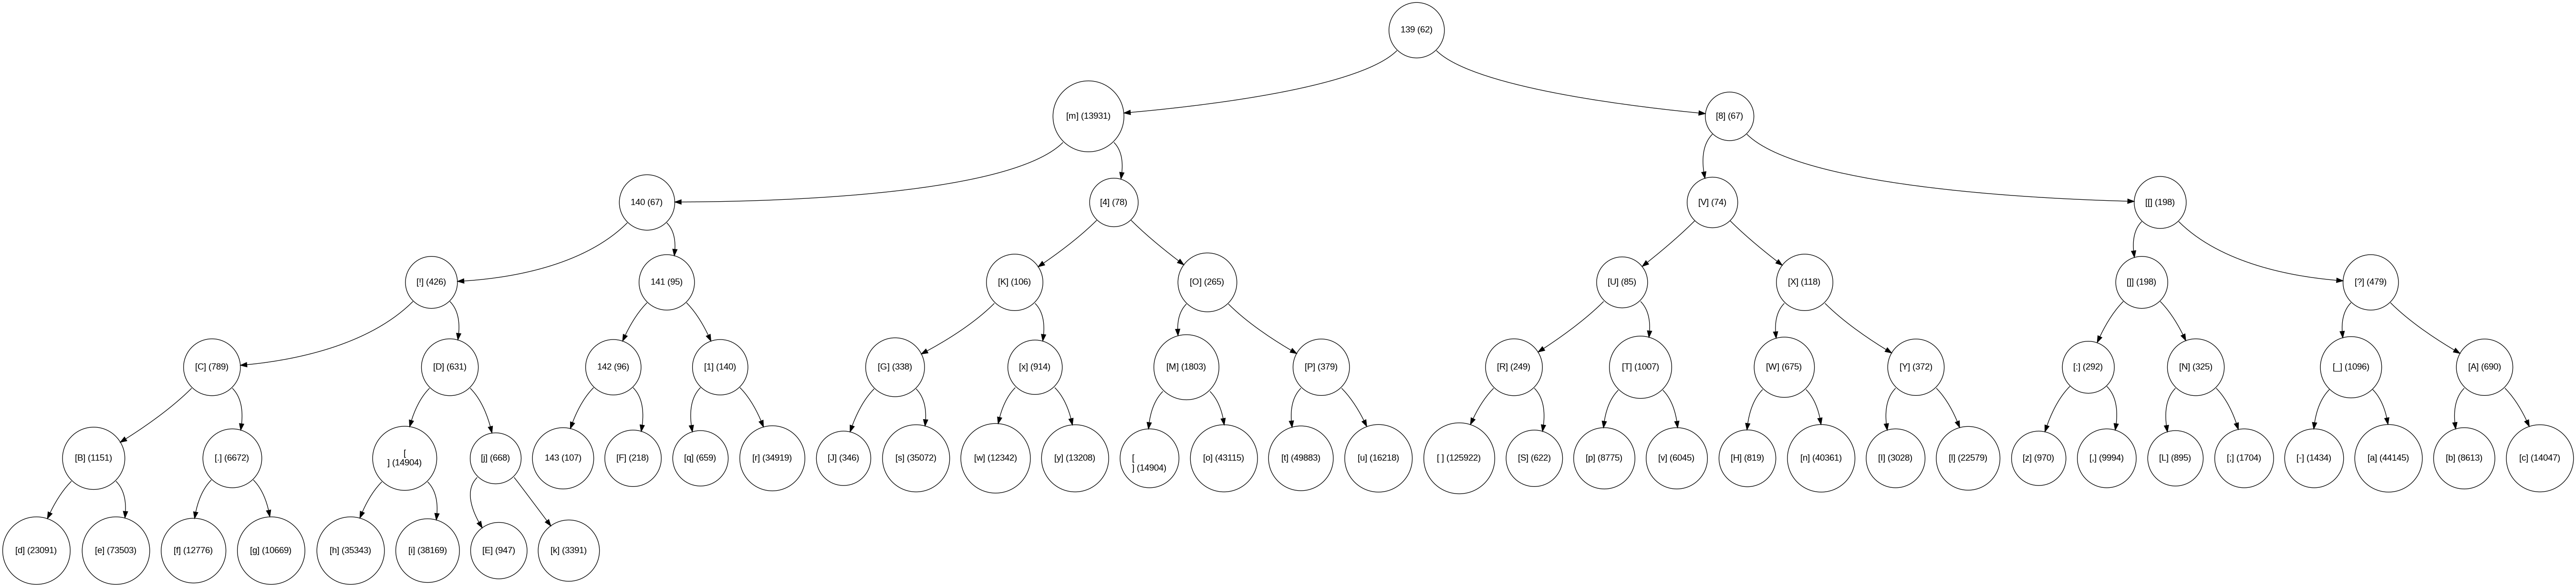 139 (62)
[m] (13931)
[8] (67)
140 (67)
[4] (78)
[V] (74)
[[] (198)
[!] (426)
141 (95)
[K] (106)
[O] (265)
[U] (85)
[X] (118)
[]] (198)
[?] (479)
[C] (789)
[D] (631)
142 (96)
[1] (140)
[G] (338)
[x] (914)
[M] (1803)
[P] (379)
[R] (249)
[T] (1007)
[W] (675)
[Y] (372)
[:] (292)
[N] (325)
[_] (1096)
[A] (690)
[B] (1151)
[.] (6672)
[
] (14904)
[j] (668)
143 (107)
[F] (218)
[q] (659)
[r] (34919)
[J] (346)
[s] (35072)
[w] (12342)
[y] (13208)
[
] (14904)
[o] (43115)
[t] (49883)
[u] (16218)
[ ] (125922)
[S] (622)
[p] (8775)
[v] (6045)
[H] (819)
[n] (40361)
[I] (3028)
[l] (22579)
[z] (970)
[,] (9994)
[L] (895)
[;] (1704)
[-] (1434)
[a] (44145)
[b] (8613)
[c] (14047)
[d] (23091)
[e] (73503)
[f] (12776)
[g] (10669)
[h] (35343)
[i] (38169)
[E] (947)
[k] (3391)